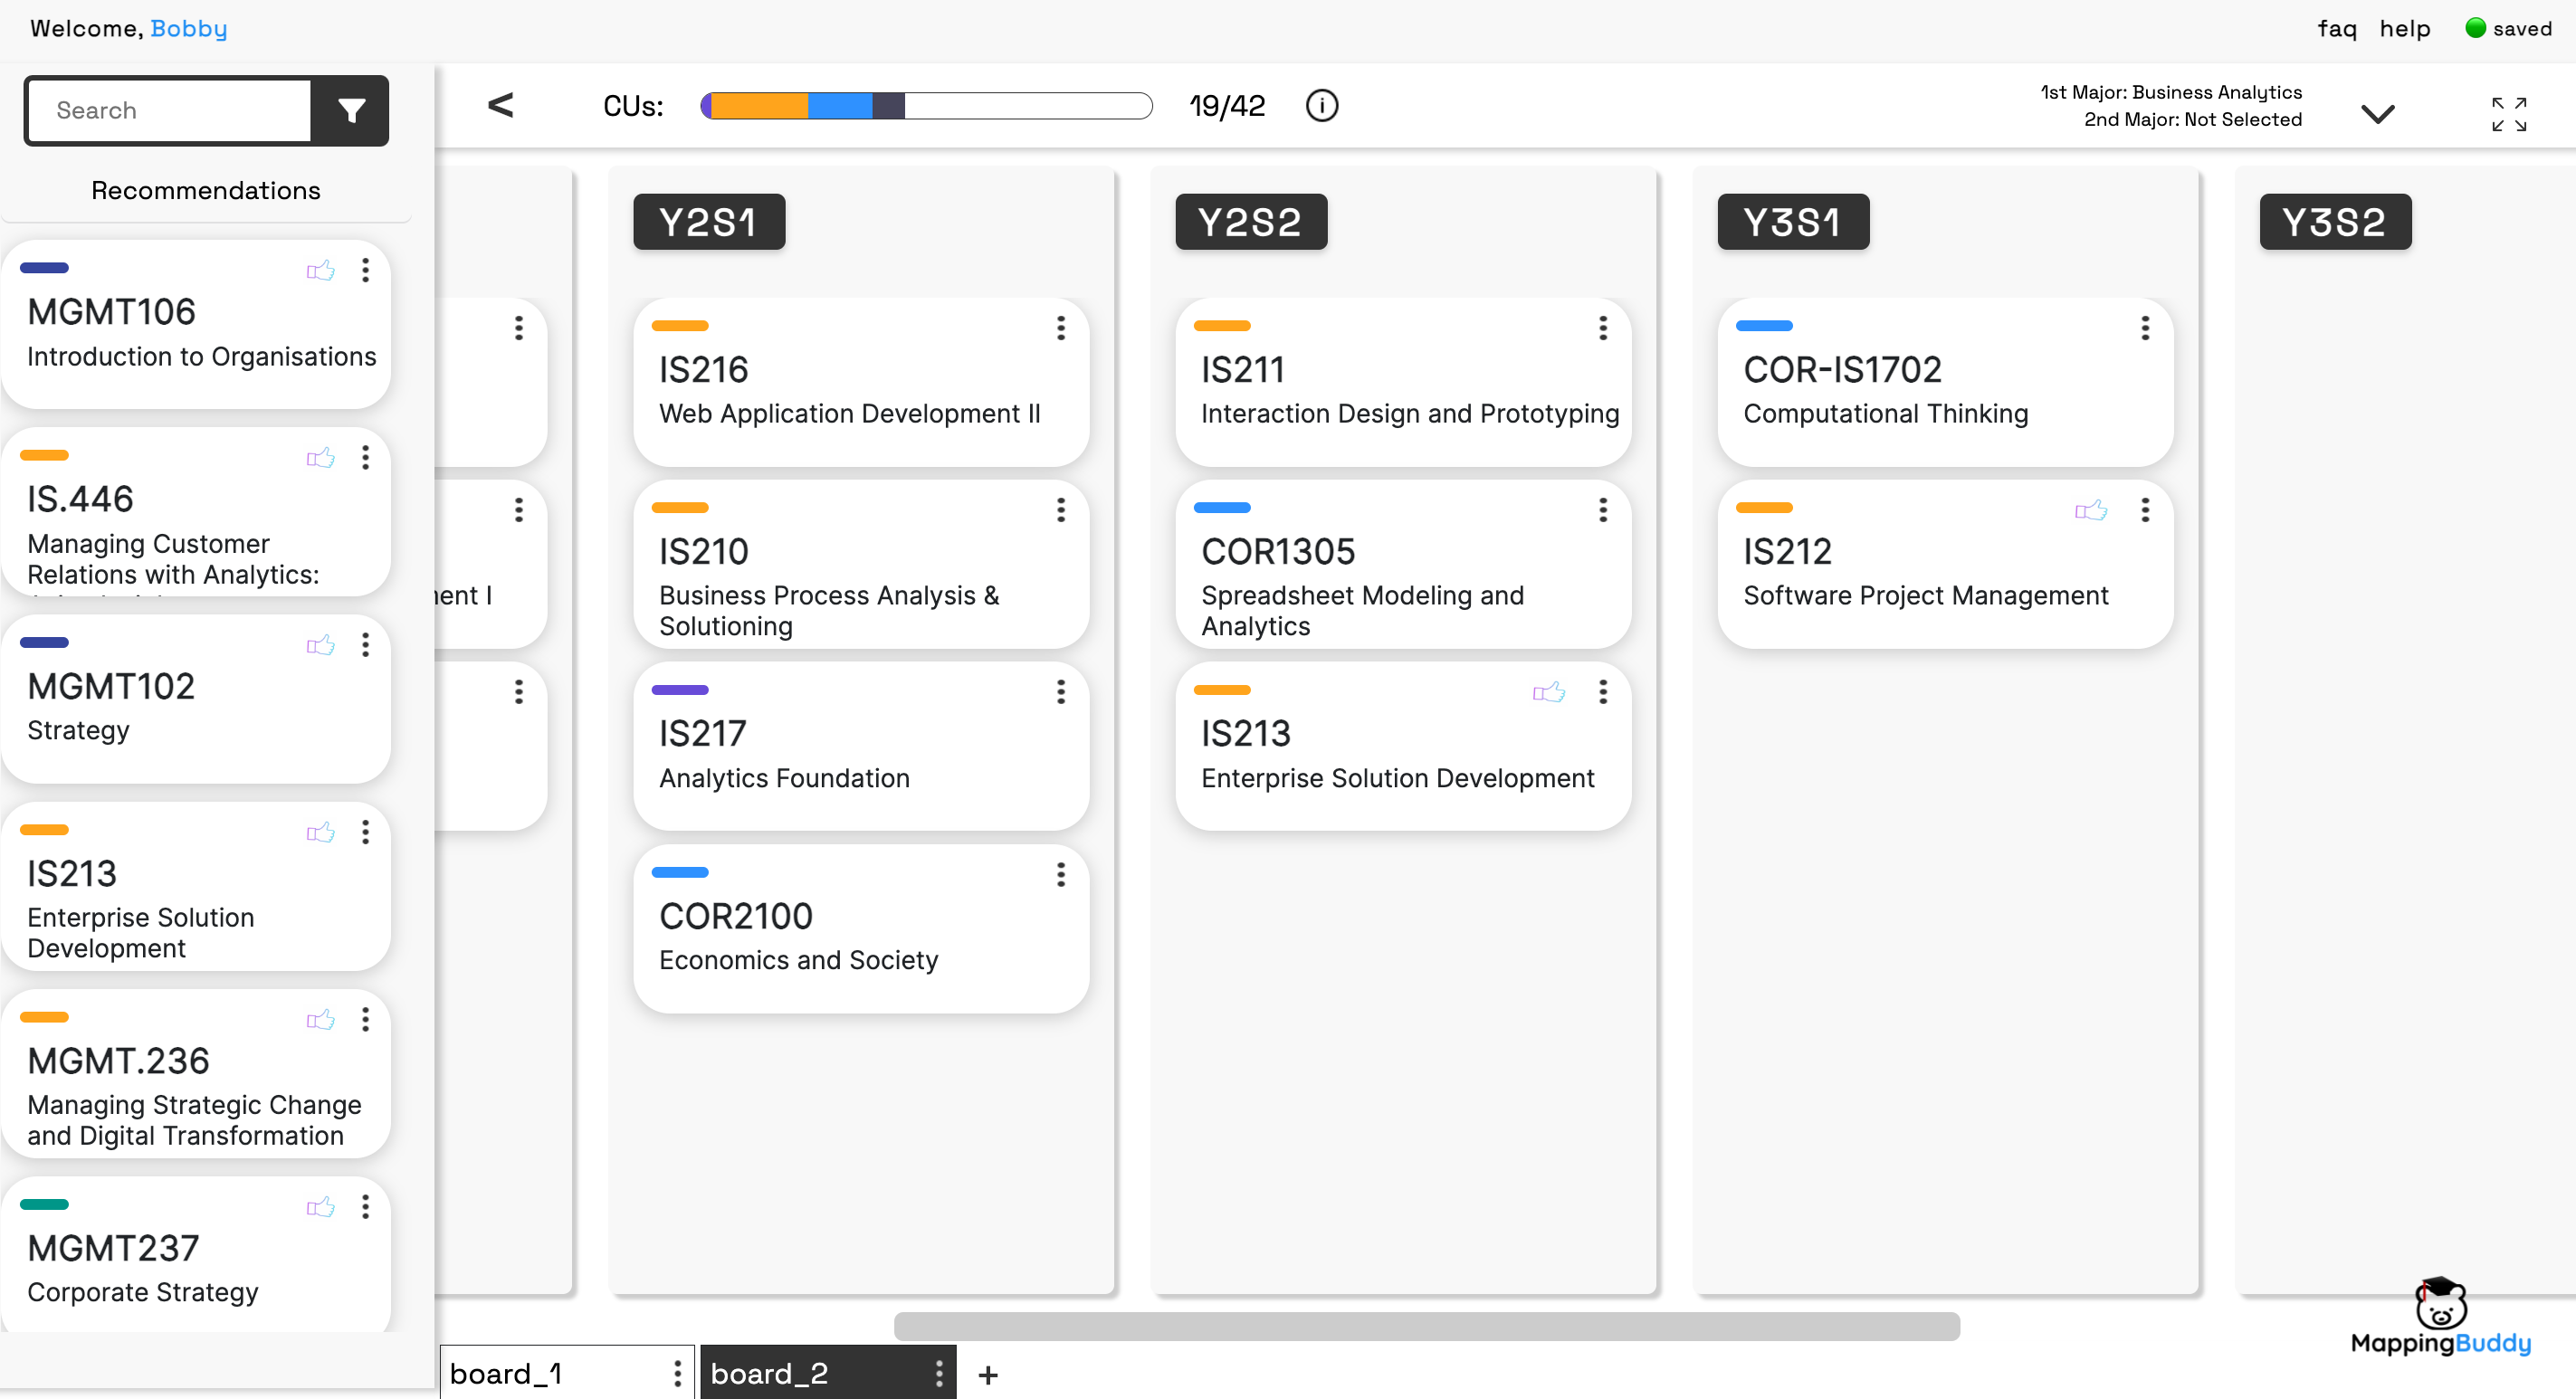 Welcome, Bobby
faq help saved
Search
Recommendations
MGMT106
Introduction to Organisations
IS.446
Managing Customer
Relations with Analytics:
MGMT102
Strategy
IS213
Enterprise Solution
Development
MGMT.236
Managing Strategic Change
and Digital Transformation
MGMT237
Corporate Strategy
<
CUs:
19/42
i
1st Major: Business Analytics
2nd Major: Not Selected
ent I
Y2S1
IS216
Web Application Development II
IS210
Business Process Analysis &
Solutioning
IS217
Analytics Foundation
COR2100
Economics and Society
Y2S2
IS211
Interaction Design and Prototyping
COR1305
Spreadsheet Modeling and
Analytics
IS213
Enterprise Solution Development
Y3S1
COR-IS1702
Computational Thinking
IS212
Software Project Management
Y3S2
board_1
board_2
+
MappingBuddy